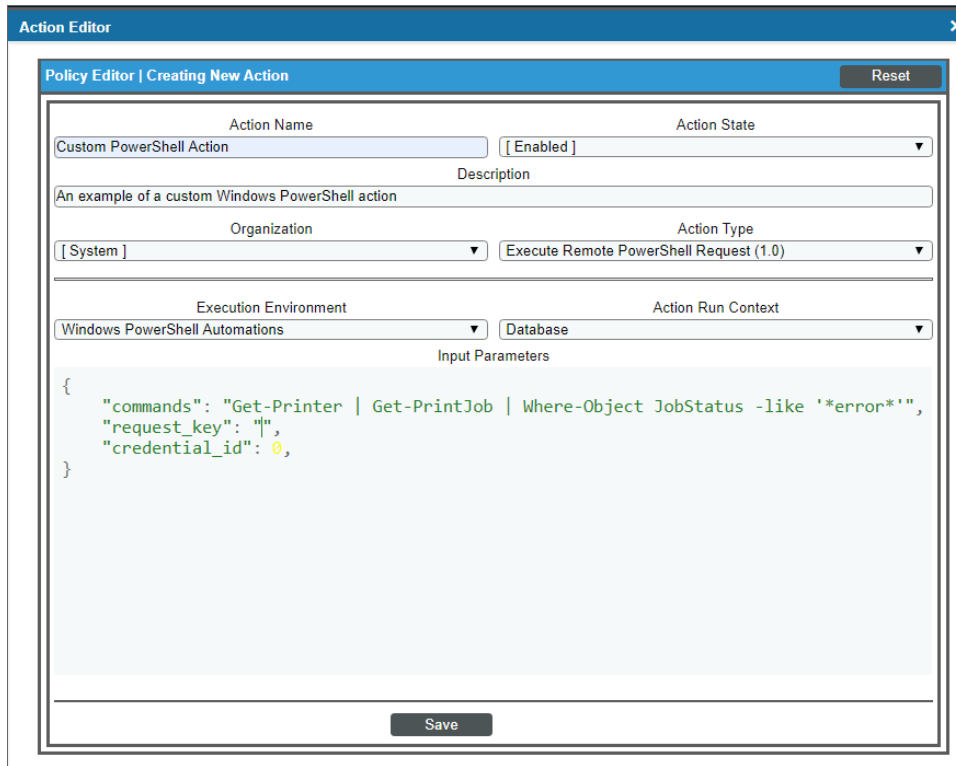 Action Editor
Policy Editor | Creating New Action
Reset
Action Name
Action State
Custom PowerShell Action
[ Enabled ]
Description
An example of a custom Windows PowerShell action
Organization
Action Type
[ System ]
Execute Remote PowerShell Request (1.0)
Execution Environment
Action Run Context
Windows PowerShell Automations
Database
Input Parameters
{
"commands": "Get-Printer | Get-PrintJob | Where-Object JobStatus -like '*error*'",
"request_key": "",
"credential_id": 0,
}
Save